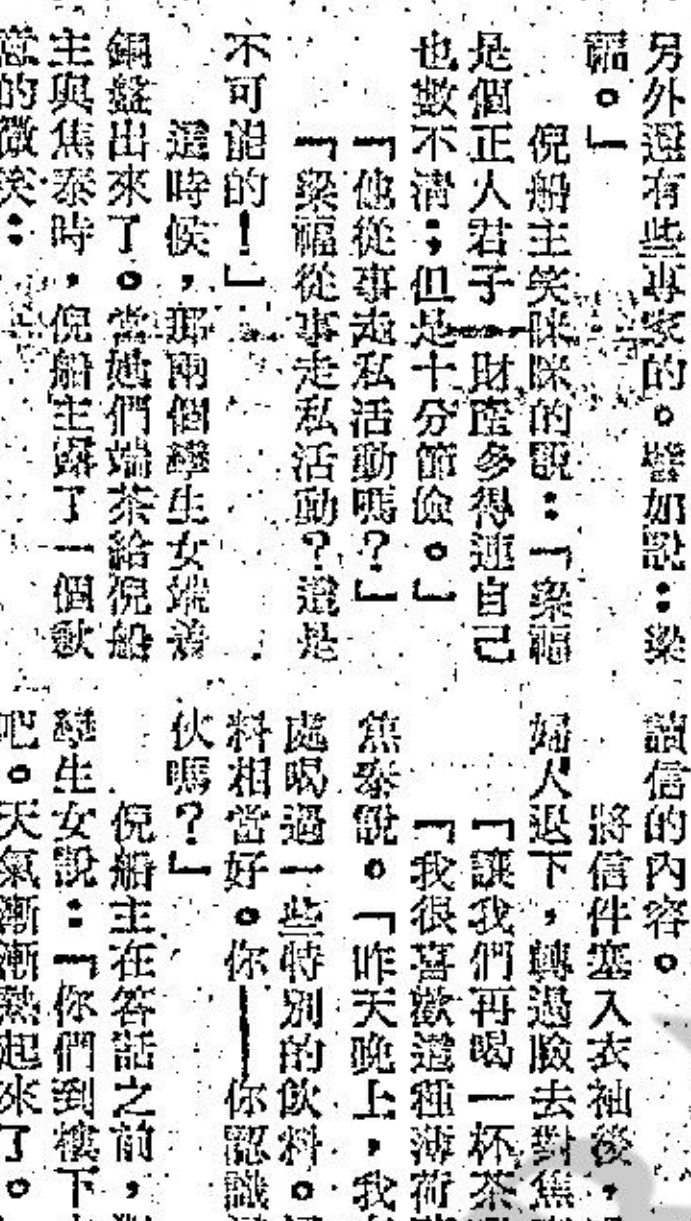 另外還有些專家的。譬如說：梁
福。」
倪船主笑眯眯的說：「梁福
是個正人君子—財產多得連自己
也數不清；但是十分節儉。」
「他從事走私活動嗎？」
「梁福從事走私活動？還是
不可能的！」
這時候，那兩個孿生女端着
銅盤出來了。當她們端茶給倪船
主與焦泰時，倪船主露了一個歉
意的微笑：
讀信的內容。
將信件塞入衣袖後，
婦人退下，轉過臉去對焦
「讓我們再喝一杯茶
「我很喜歡這種薄荷
焦泰說。「昨天晚上，我
處喝過一些特別的飲料。
料相當好。你——你認識
伙嗎？」
倪船主在答話之前，
孿生女說：「你們到樓下
吧。天氣漸漸熱起來了。